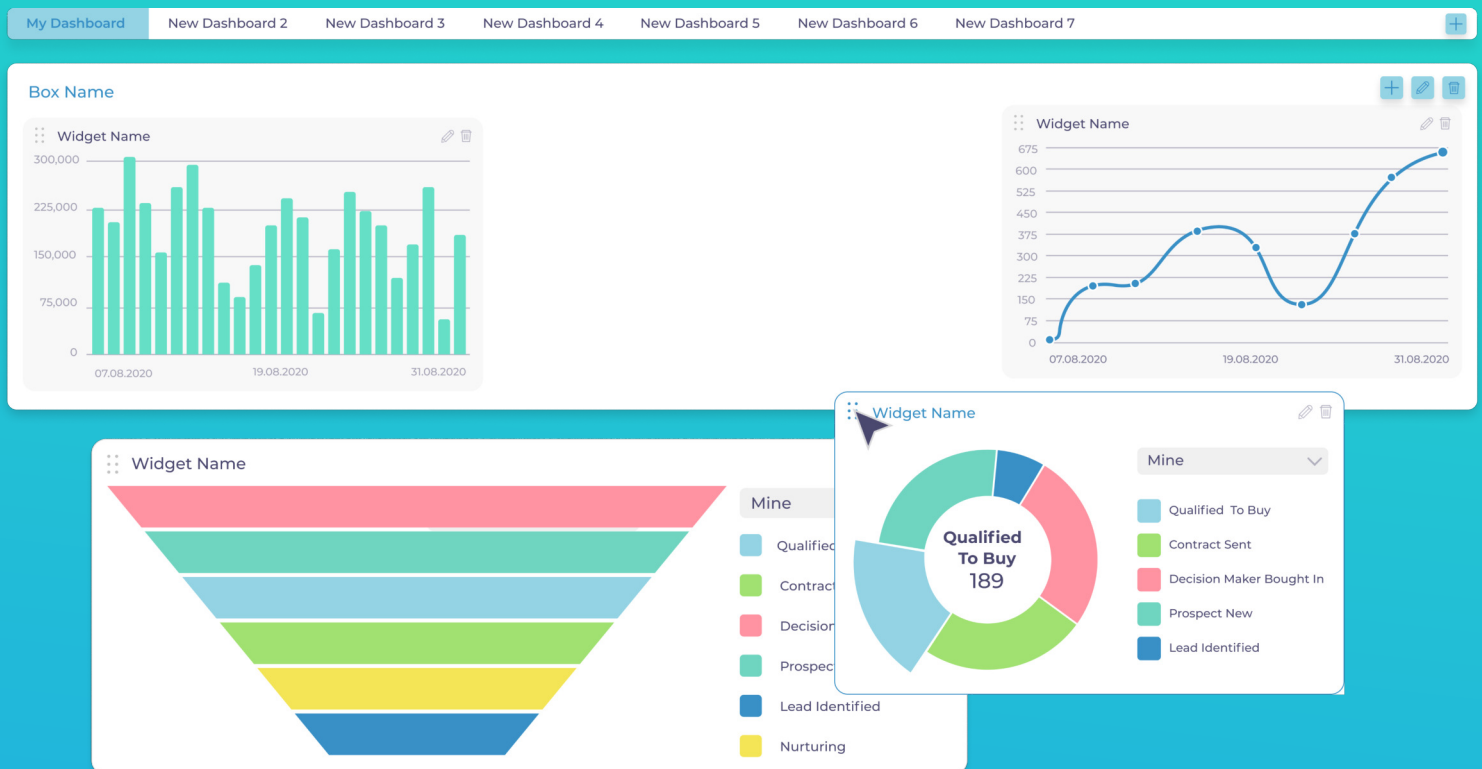 My Dashboard
New Dashboard 2
New Dashboard 3
New Dashboard 4
New Dashboard 5
New Dashboard 6
New Dashboard 7
Box Name
Widget Name
300,000
225,000
150,000
75,000
0
07.08.2020
19.08.2020
31.08.2020
Widget Name
675
600
525
450
375
300
225
150
75
0
07.08.2020
19.08.2020
31.08.2020
Widget Name
Mine
Qualified
Contract
Decision
Prospec
Lead Identified
Nurturing
Widget Name
Qualified
To Buy
189
Mine
Qualified To Buy
Contract Sent
Decision Maker Bought In
Prospect New
Lead Identified